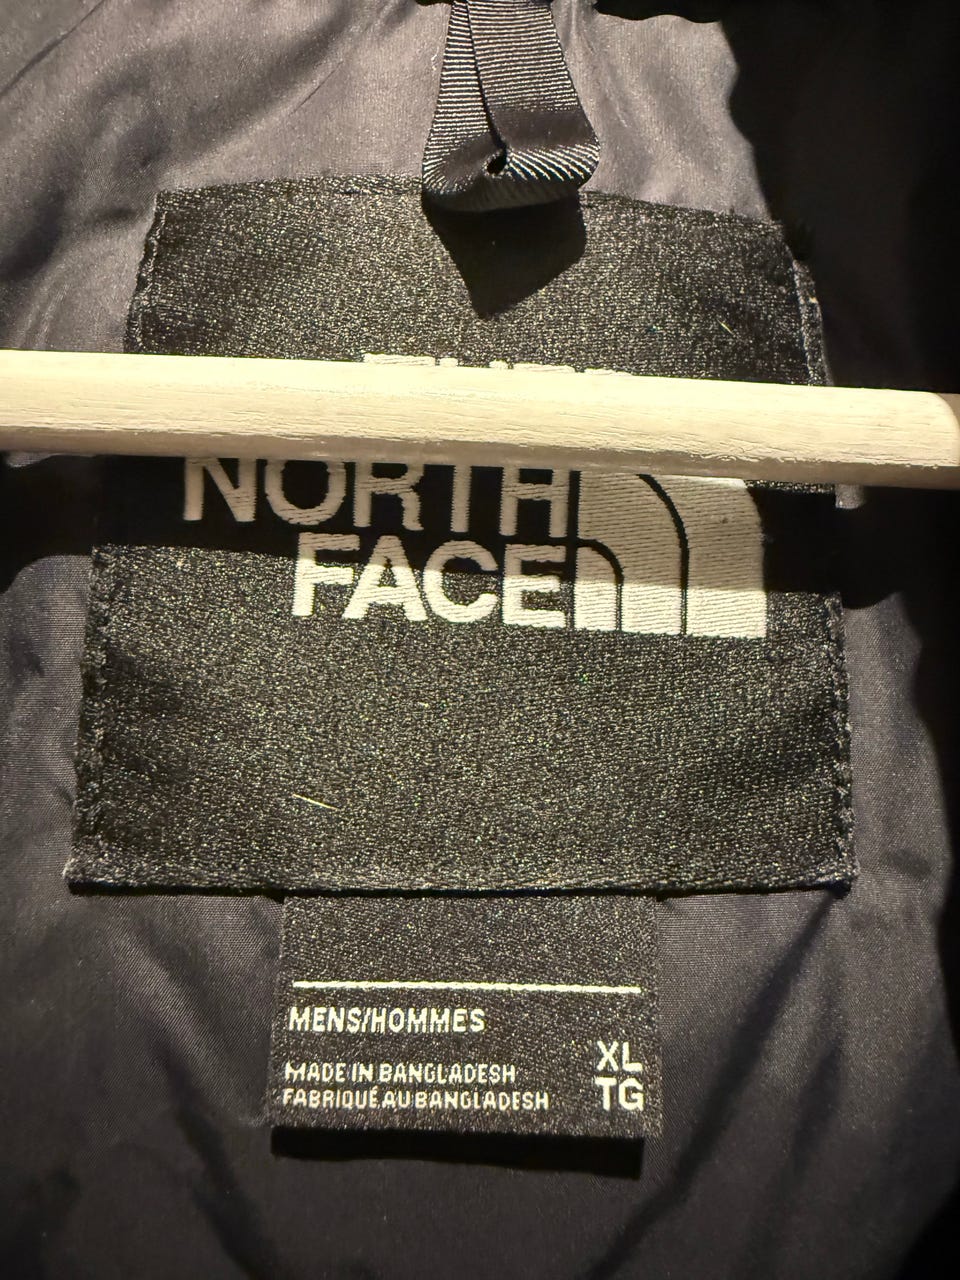 NORTH
FACE
MENS/HOMMES
MADE IN BANGLADESH
FABRIQUÉ AU BANGLADESH
XL
TG